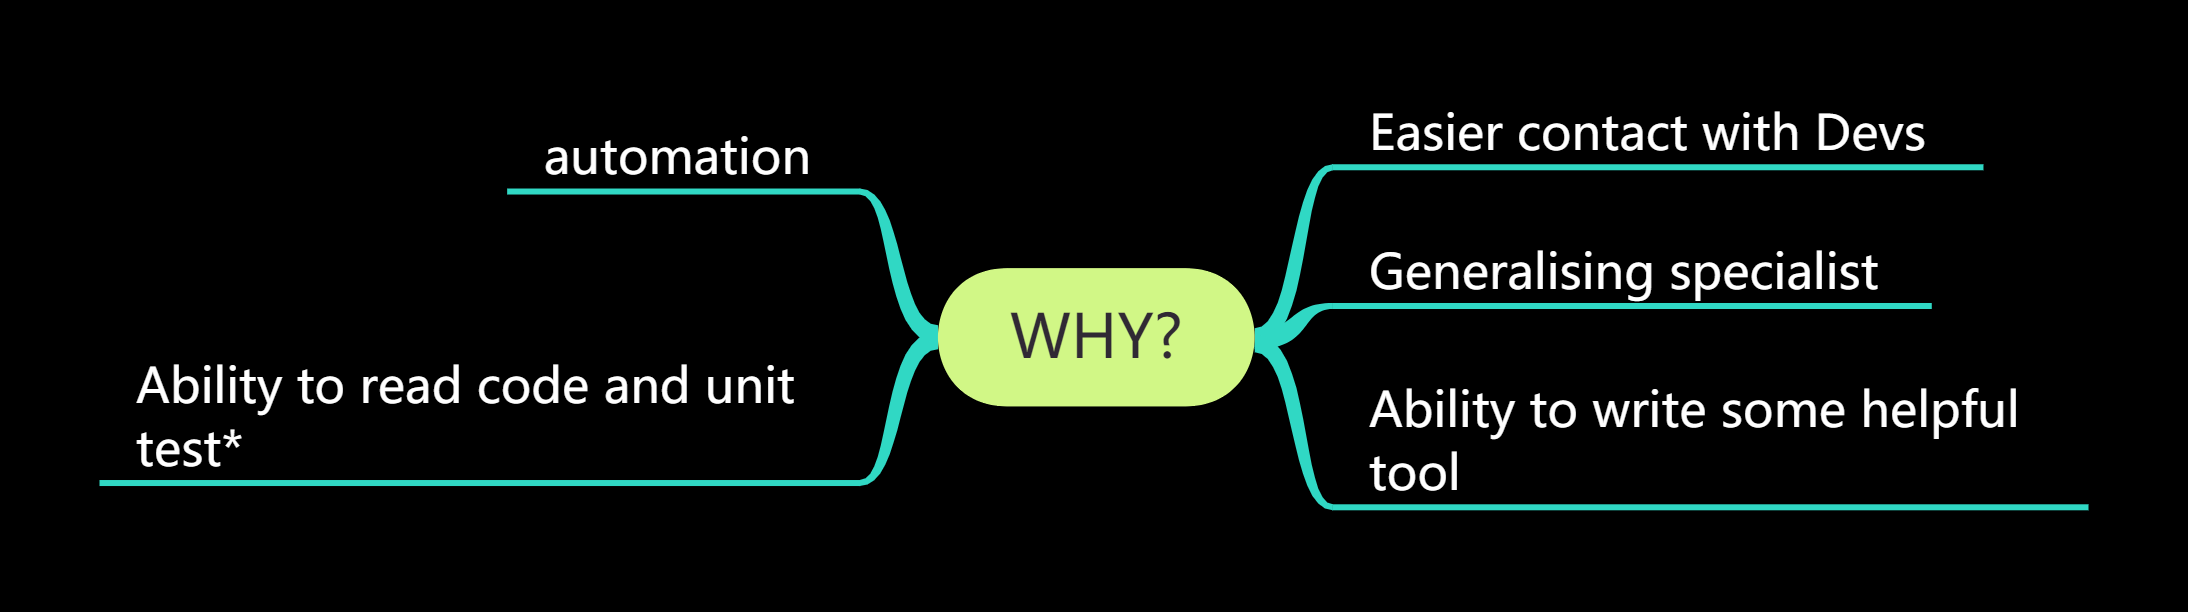 automation
Ability to read code and unit
test*
WHY?
Easier contact with Devs
Generalising specialist
Ability to write some helpful
tool